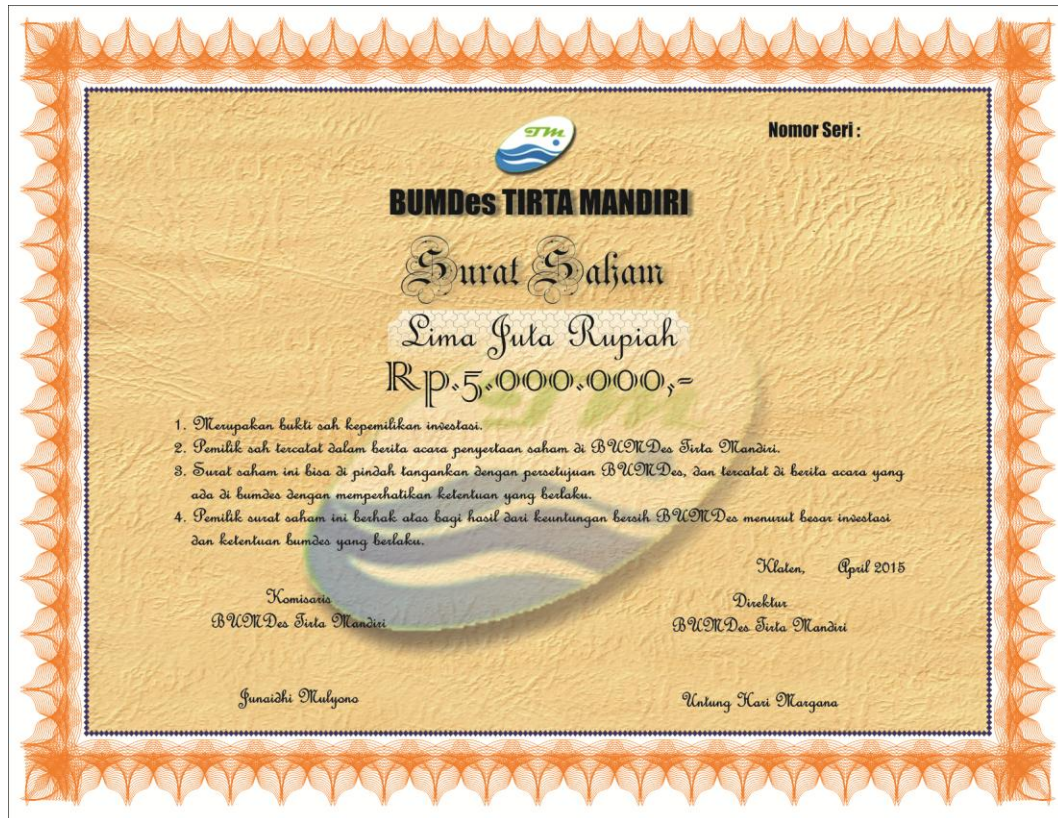 TM
Nomor Seri :
BUMDes TIRTA MANDIRI
Surat Saham
Lima Juta Rupiah
Rp.5.000.000,-
1. Merupakan bukti sah kepemilikan investasi.
2. Pemilik sah tercatat dalam berita acara penyertaan saham di BUMDes Tirta Mandiri.
3. Surat saham ini bisa di pindah tangankan dengan persetujuan BUMDes, dan tercatat di berita acara yang
ada di bumdes dengan memperhatikan ketentuan yang berlaku.
4. Pemilik surat saham ini berhak atas bagi hasil dari keuntungan bersih BUMDes menurut besar investasi
dan ketentuan bumdes yang berlaku.
Klaten, April 2015
Komisaris
BUMDes Tirta Mandiri
Direktur
BUMDes Tirta Mandiri
Junaidhi Mulyono
Untung Hari Margana